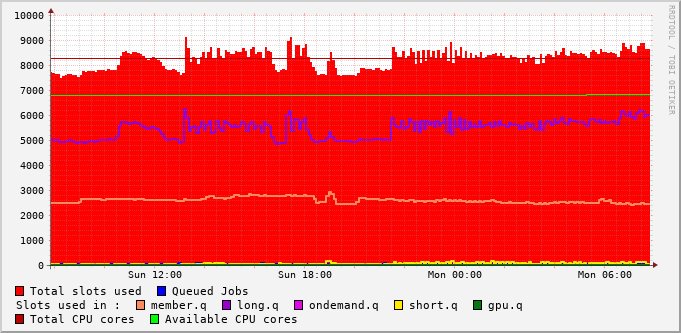 10000
9000
8000
7000
6000
5000
4000
3000
2000
1000
0
Sun 12:00 Sun 18:00 Mon 00:00 Mon 06:00
Total slots used Queued Jobs
Slots used in : member.q long.q ondemand.q short.q gpu.q
Total CPU cores Available CPU cores
RRDTOOL / TOBI OETIKER